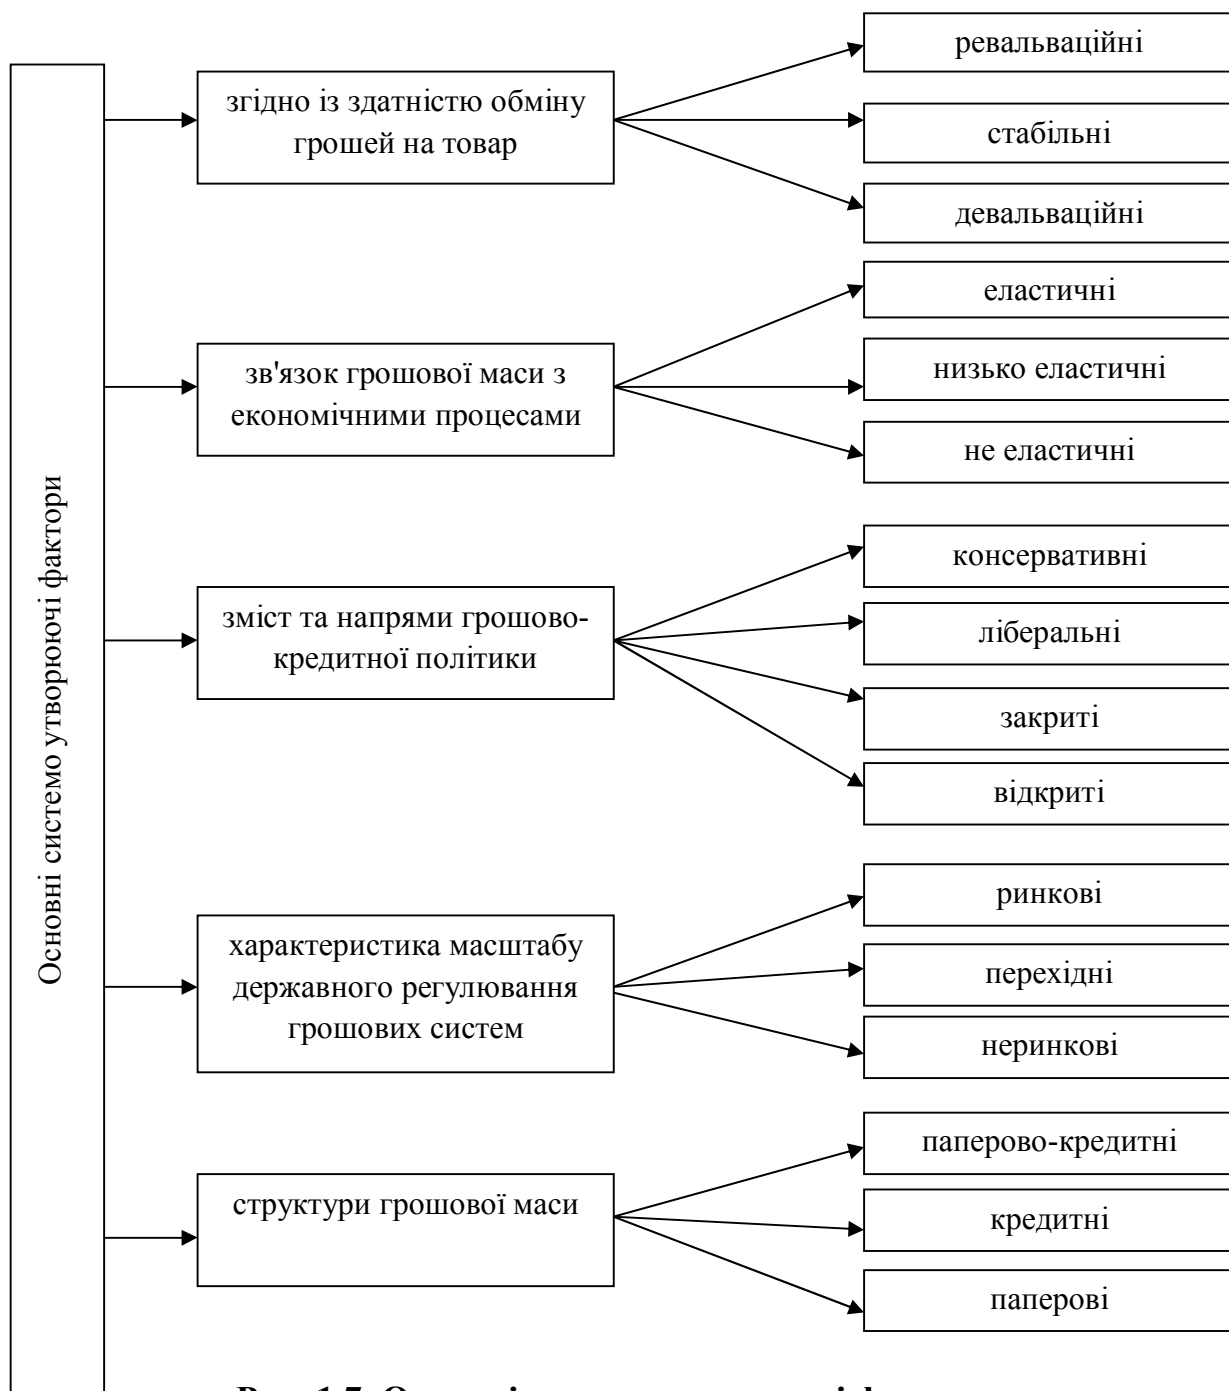 Основні системо утворюючі фактори
згідно із здатністю обміну
грошей на товар
ревальваційні
стабільні
девальваційні
зв'язок грошової маси з
економічними процесами
еластичні
низько еластичні
не еластичні
зміст та напрями грошово-
кредитної політики
консервативні
ліберальні
закриті
відкриті
характеристика масштабу
державного регулювання
грошових систем
ринкові
перехідні
неринкові
структури грошової маси
паперово-кредитні
кредитні
паперові
1.7